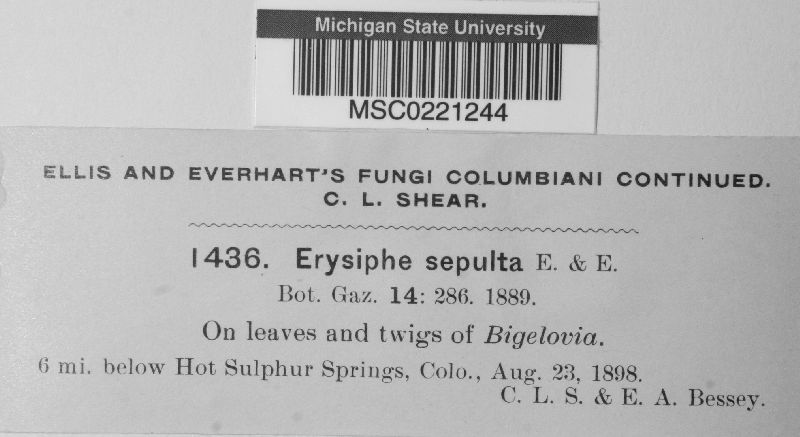 Michigan State University
MSC0221244
ELLIS AND EVERHART'S FUNGI COLUMBIANI CONTINUED.
C. L. SHEAR.
1436. Erysiphe sepulta E. & E.
Bot. Gaz. 14: 286. 1889.
On leaves and twigs of Bigelovia.
6 mi. below Hot Sulphur Springs, Colo., Aug. 23, 1898.
C. L. S. & E. A. Bessey.